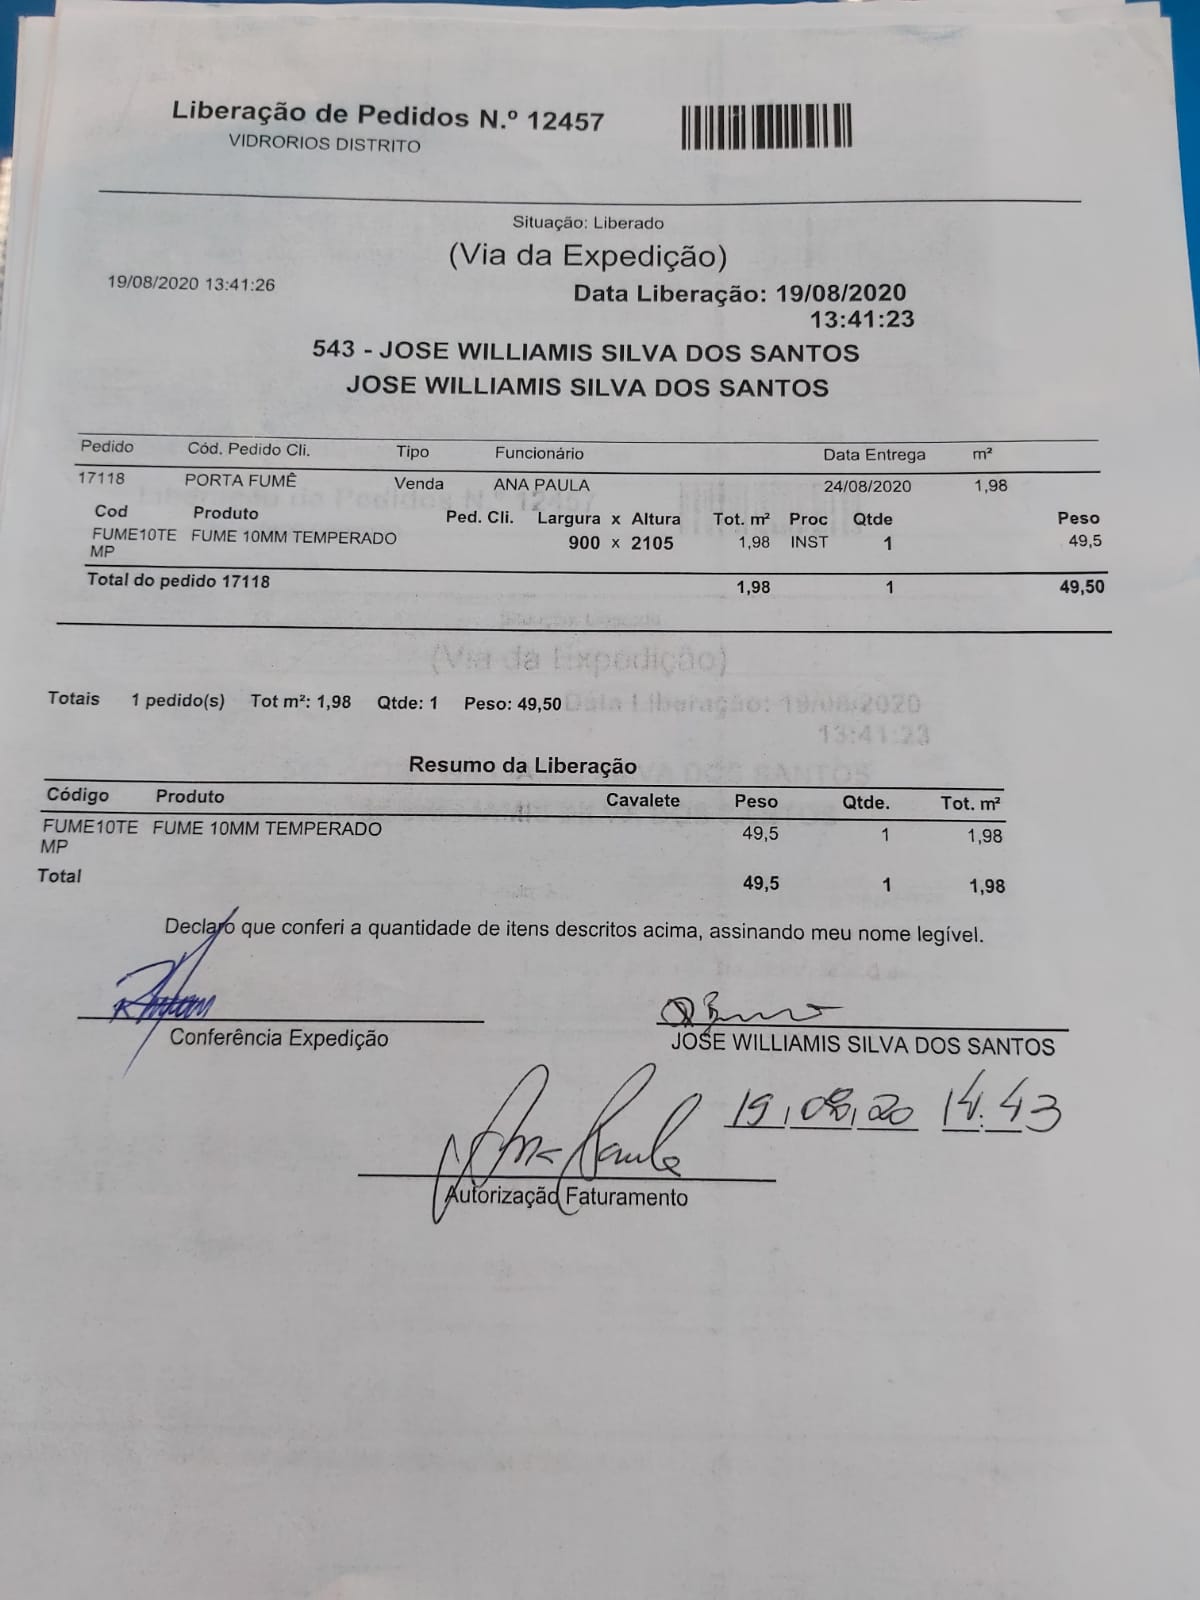 Liberação de Pedidos N.º 12457
VIDRORIOS DISTRITO
Situação: Liberado
(Via da Expedição)
19/08/2020 13:41:26
Data Liberação: 19/08/2020
13:41:23
543 - JOSE WILLIAMIS SILVA DOS SANTOS
JOSE WILLIAMIS SILVA DOS SANTOS
Pedido Cód. Pedido Cli. Tipo Funcionário Data Entrega m²
17118 PORTA FUMÊ Venda ANA PAULA 24/08/2020 1,98
Cod Produto Ped. Cli. Largura x Altura Tot. m² Proc Qtde Peso
FUME10TE FUME 10MM TEMPERADO 900 x 2105 1,98 INST 1 49,5
MP
Total do pedido 17118 1,98 1 49,50
Totais 1 pedido(s) Tot m²: 1,98 Qtde: 1 Peso: 49,50
Resumo da Liberação
Código Produto Cavalete Peso Qtde. Tot. m²
FUME10TE FUME 10MM TEMPERADO 49,5 1 1,98
MP
Total 49,5 1 1,98
Declaro que conferi a quantidade de itens descritos acima, assinando meu nome legível.
Conferência Expedição
JOSE WILLIAMIS SILVA DOS SANTOS
19,08,20 14.43
Ana Paula
Autorização Faturamento